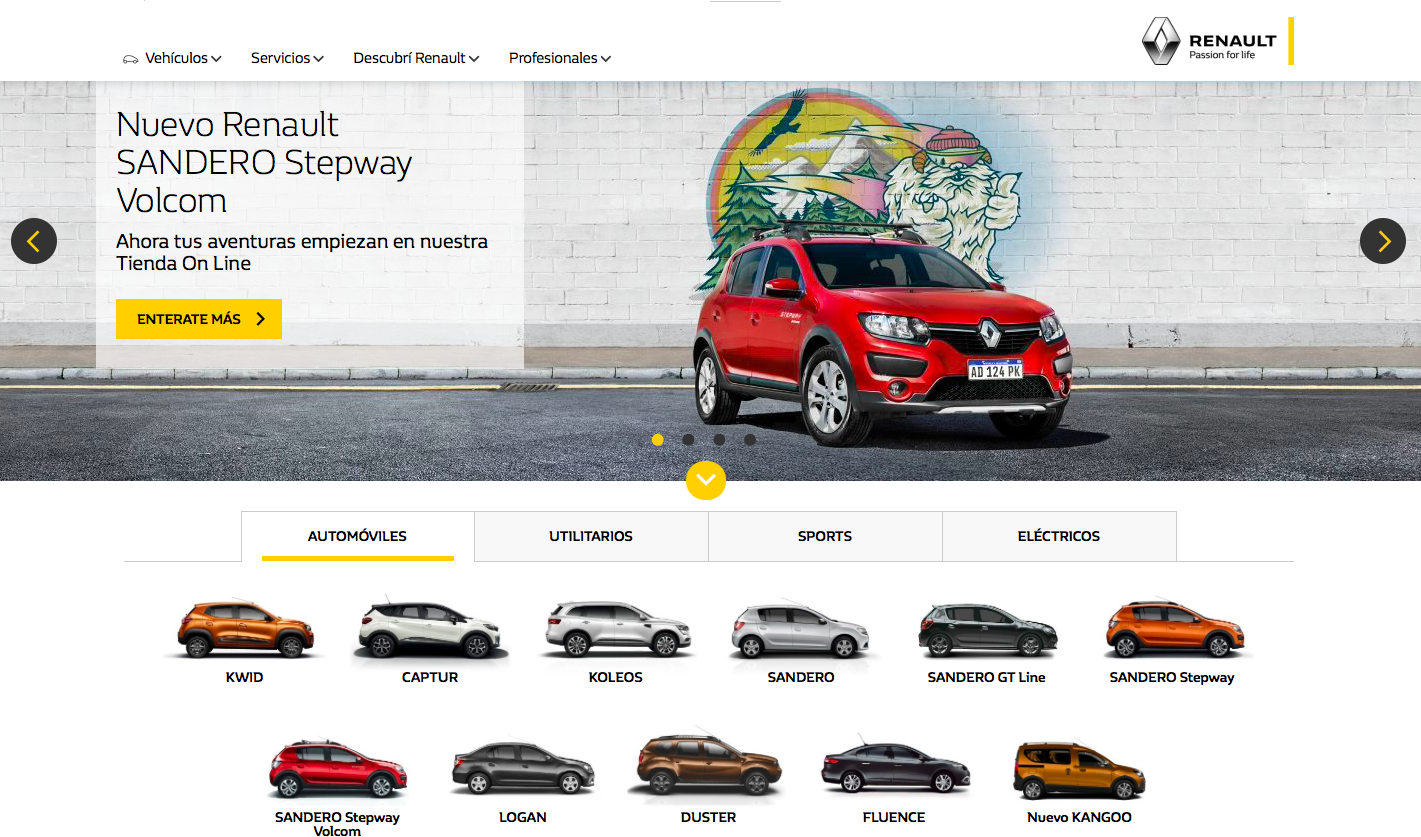 Vehículos
Servicios
Descubrí Renault
Profesionales
RENAULT
Passion for life
Nuevo Renault
SANDERO Stepway
Volcom
Ahora tus aventuras empiezan en nuestra
Tienda On Line
ENTERATE MÁS
STEPWAY
AD 124 PK
AUTOMÓVILES
UTILITARIOS
SPORTS
ELÉCTRICOS
KWID
CAPTUR
KOLEOS
SANDERO
SANDERO GT Line
SANDERO Stepway
SANDERO Stepway
Volcom
LOGAN
DUSTER
FLUENCE
Nuevo KANGOO